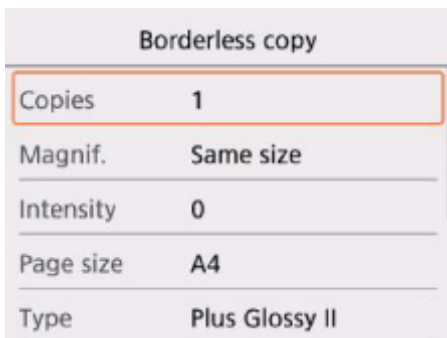 Borderless copy
Copies 1
Magnif. Same size
Intensity 0
Page size A4
Type Plus Glossy II